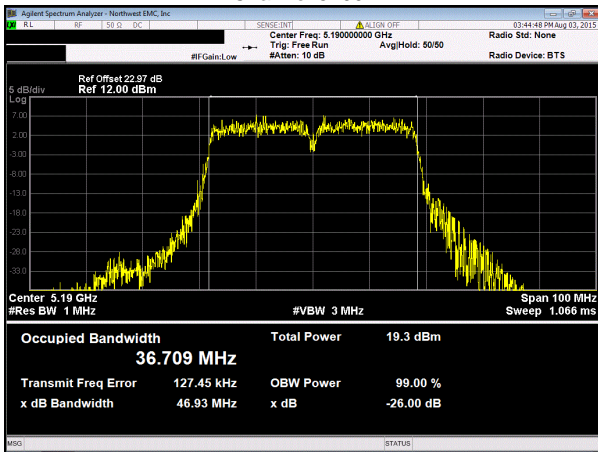 Agilent Spectrum Analyzer - Northwest EMC, Inc
RL RF 50 Ω DC SENSE:INT ALIGN OFF 03:44:48 PM Aug 03, 2015
Center Freq: 5.190000000 GHz Radio Std: None
Trig: Free Run Avg|Hold: 50/50
#IFGain:Low #Atten: 10 dB Radio Device: BTS
Ref Offset 22.97 dB
5 dB/div Ref 12.00 dBm
Log
7.00
2.00
-3.00
-8.00
-13.0
-18.0
-23.0
-28.0
-33.0
Center 5.19 GHz Span 100 MHz
#Res BW 1 MHz #VBW 3 MHz Sweep 1.066 ms
Occupied Bandwidth Total Power 19.3 dBm
36.709 MHz
Transmit Freq Error 127.45 kHz OBW Power 99.00 %
x dB Bandwidth 46.93 MHz x dB -26.00 dB
MSG STATUS